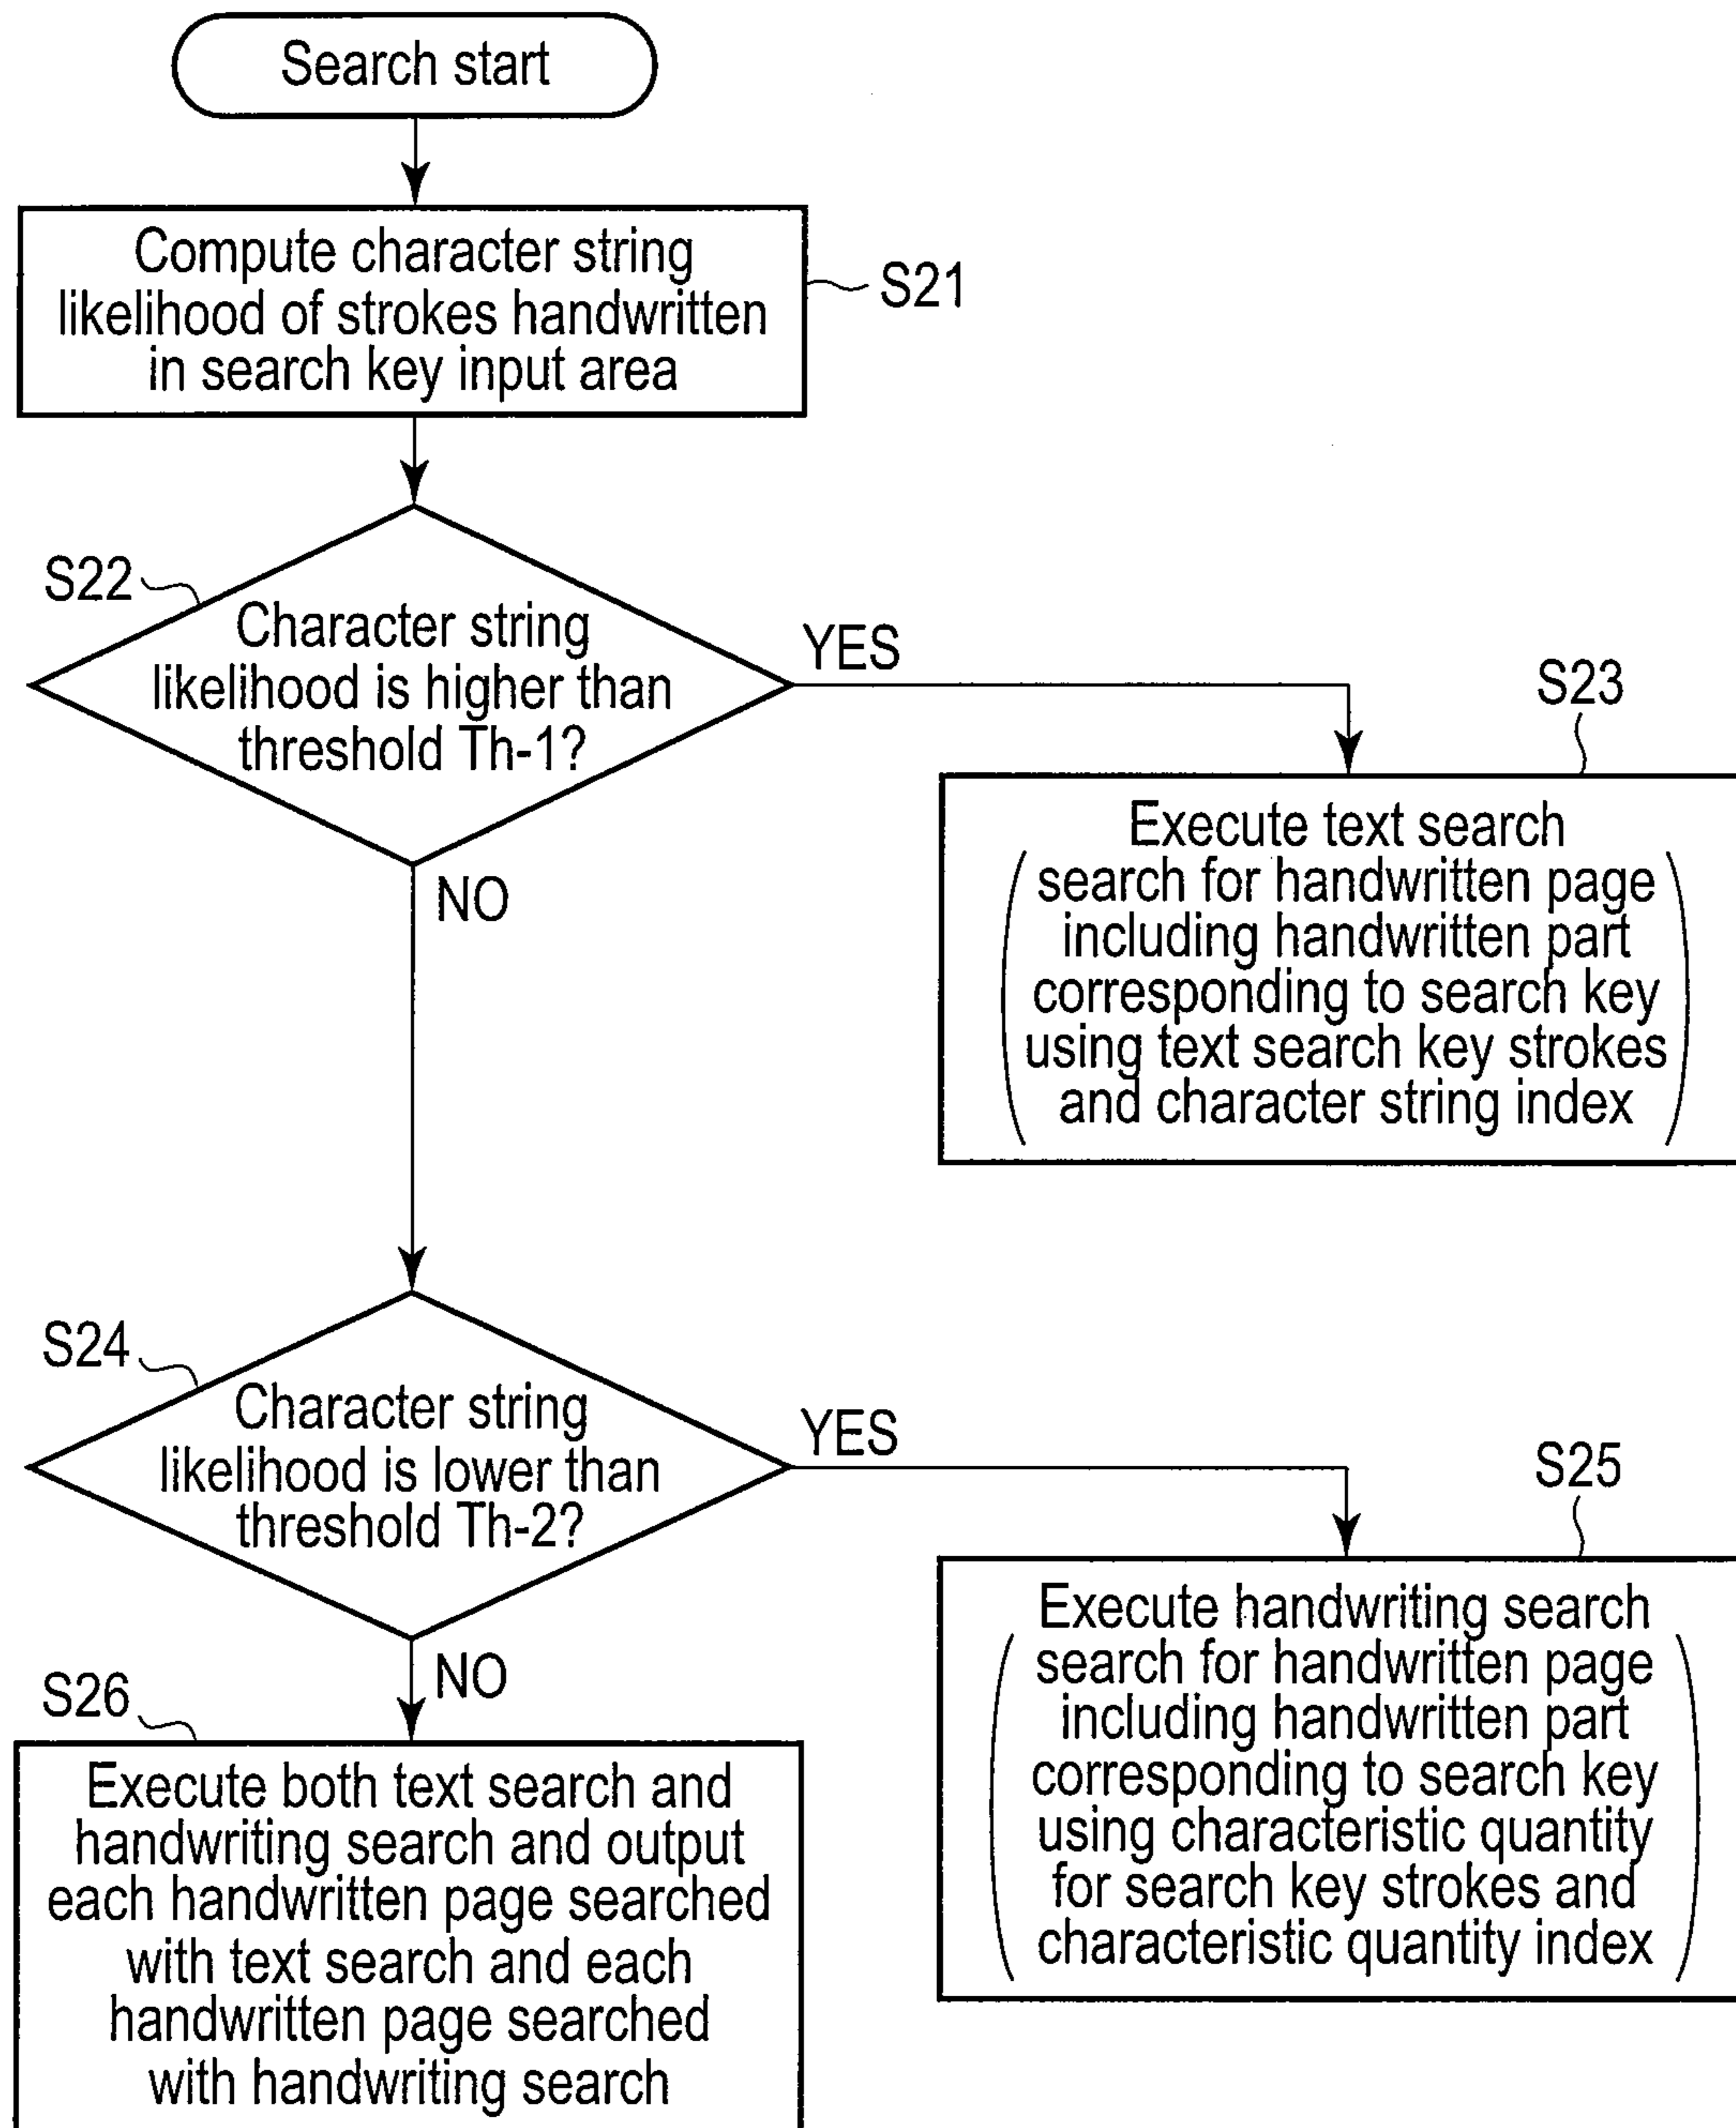 Search start
Compute character string
likelihood of strokes handwritten
in search key input area
S21
S22
Character string
likelihood is higher than
threshold Th-1?
YES
NO
S23
Execute text search
search for handwritten page
including handwritten part
corresponding to search key
using text search key strokes
and character string index
S24
Character string
likelihood is lower than
threshold Th-2?
YES
NO
S25
Execute handwriting search
search for handwritten page
including handwritten part
corresponding to search key
using characteristic quantity
for search key strokes and
characteristic quantity index
S26
Execute both text search and
handwriting search and output
each handwritten page searched
with text search and each
handwritten page searched
with handwriting search